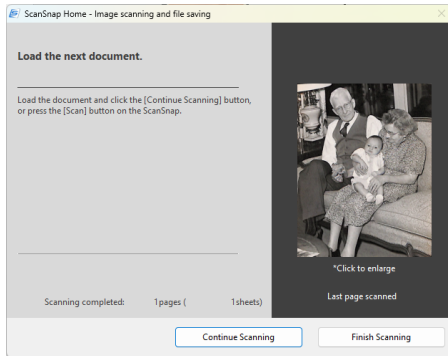 ScanSnap Home - Image scanning and file saving
Load the next document.
Load the document and click the [Continue Scanning] button,
or press the [Scan] button on the ScanSnap.
*Click to enlarge
Scanning completed: 1pages ( 1sheets)
Last page scanned
Continue Scanning
Finish Scanning